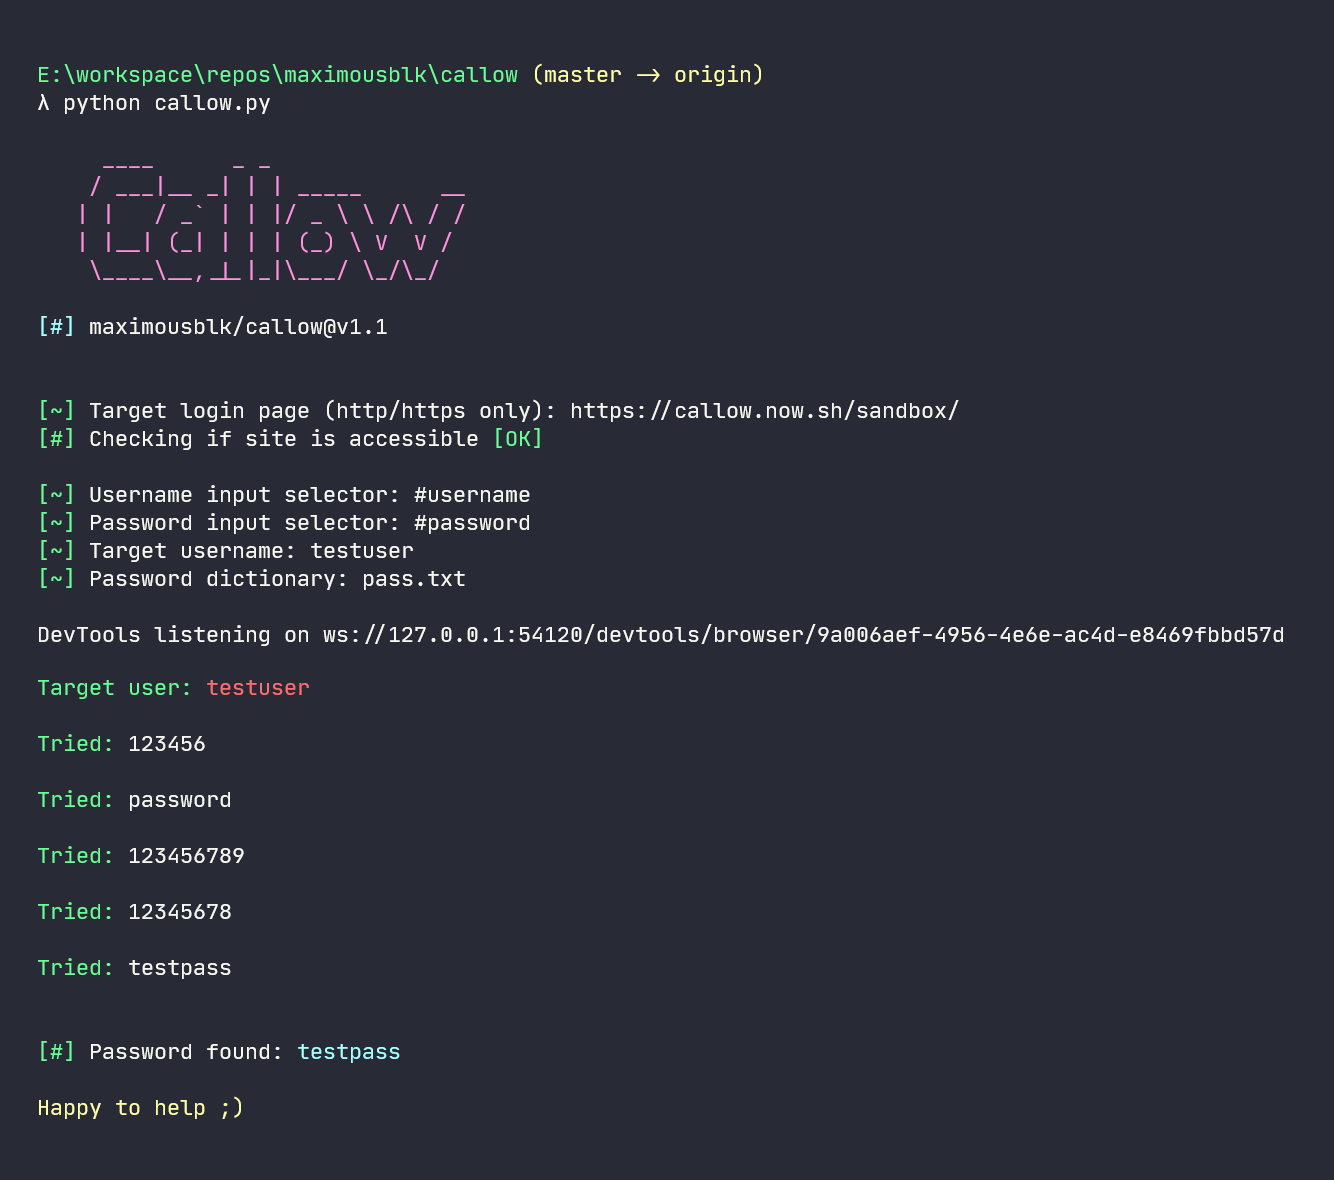 E:\workspace\repos\maximousblk\callow (master -> origin)
λ python callow.py
     ____      _ _
    / ___|__ _| | | _____      __
   | |   / _` | | |/ _ \ \ /\ / /
   | |__| (_| | | | (_) \ V  V /
    \____\__,_|_|_|\___/ \_/\_/
[#] maximousblk/callow@v1.1
[~] Target login page (http/https only): https://callow.now.sh/sandbox/
[#] Checking if site is accessible [OK]
[~] Username input selector: #username
[~] Password input selector: #password
[~] Target username: testuser
[~] Password dictionary: pass.txt
DevTools listening on ws://127.0.0.1:54120/devtools/browser/9a006aef-4956-4e6e-ac4d-e8469fbbd57d
Target user: testuser
Tried: 123456
Tried: password
Tried: 123456789
Tried: 12345678
Tried: testpass
[#] Password found: testpass
Happy to help ;)